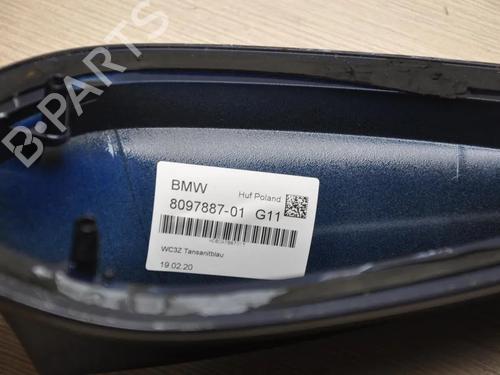 B-PARTS
BMW
Huf Poland
8097887-01 G11
WC3Z Tansanitblau
19.02.20